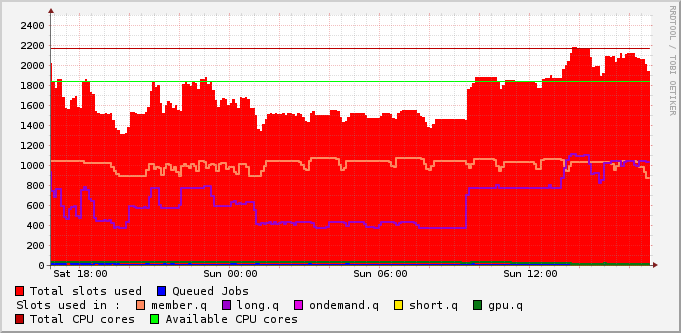 2400
2200
2000
1800
1600
1400
1200
1000
800
600
400
200
0
Sat 18:00 Sun 00:00 Sun 06:00 Sun 12:00
RRDTOOL / TOBI OETIKER
Total slots used Queued Jobs
Slots used in : member.q long.q ondemand.q short.q gpu.q
Total CPU cores Available CPU cores